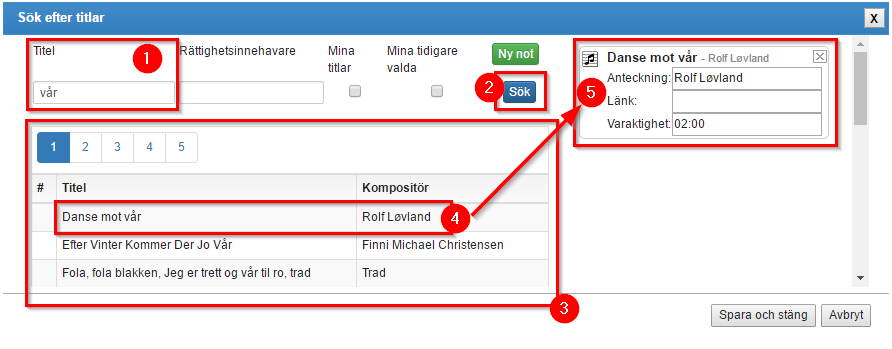 Sök efter titlar
X
Titel
Rättighetsinnehavare
Mina titlar
Mina tidigare valda
Ny not
1
vår
2
Sök
1 2 3 4 5
# Titel Kompositör
Danse mot vår Rolf Løvland
4
Efter Vinter Kommer Der Jo Vår Finni Michael Christensen
Fola, fola blakken, Jeg er trett og vår til ro, trad Trad
3
Danse mot vår - Rolf Løvland
Anteckning: Rolf Løvland
5
Länk:
Varaktighet: 02:00
Spara och stäng
Avbryt